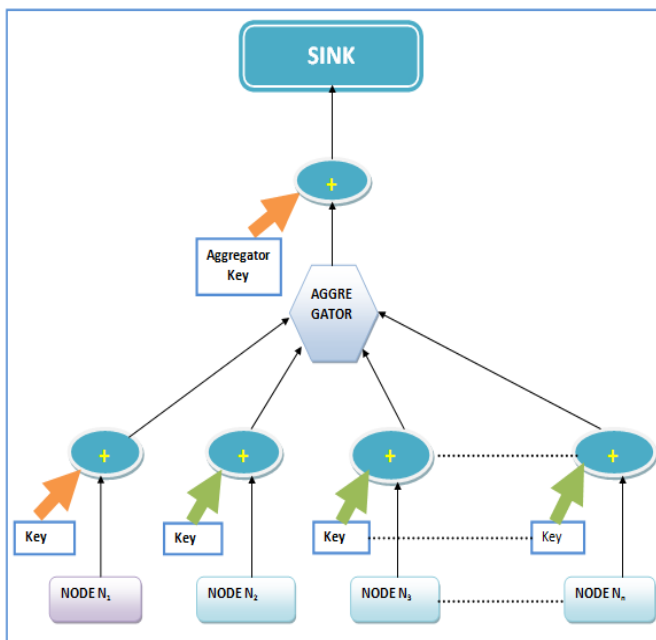 SINK
+
Aggregator
Key
AGGRE
GATOR
+ + + +
Key Key Key Key
NODE N₁ NODE N₂ NODE N₃ NODE Nₙ